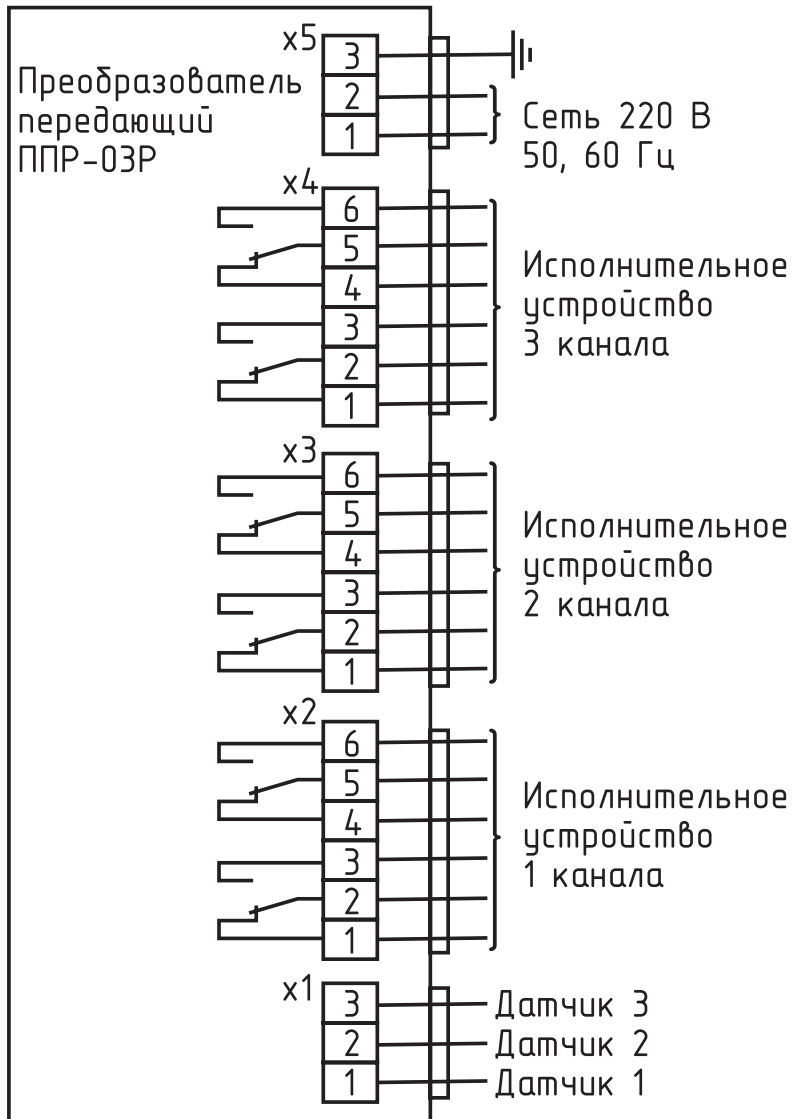 Преобразователь
передающий
ППР-03Р
x5
3
2
1
Сеть 220 В
50, 60 Гц
x4
6
5
4
3
2
1
Исполнительное
устройство
3 канала
x3
6
5
4
3
2
1
Исполнительное
устройство
2 канала
x2
6
5
4
3
2
1
Исполнительное
устройство
1 канала
x1
3
2
1
Датчик 3
Датчик 2
Датчик 1